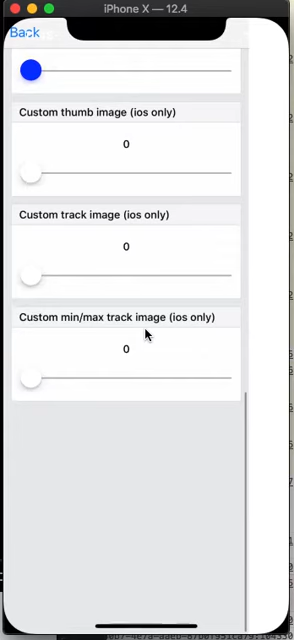 iPhone X — 12.4
Back
Custom thumb image (ios only)
0
Custom track image (ios only)
0
Custom min/max track image (ios only)
0